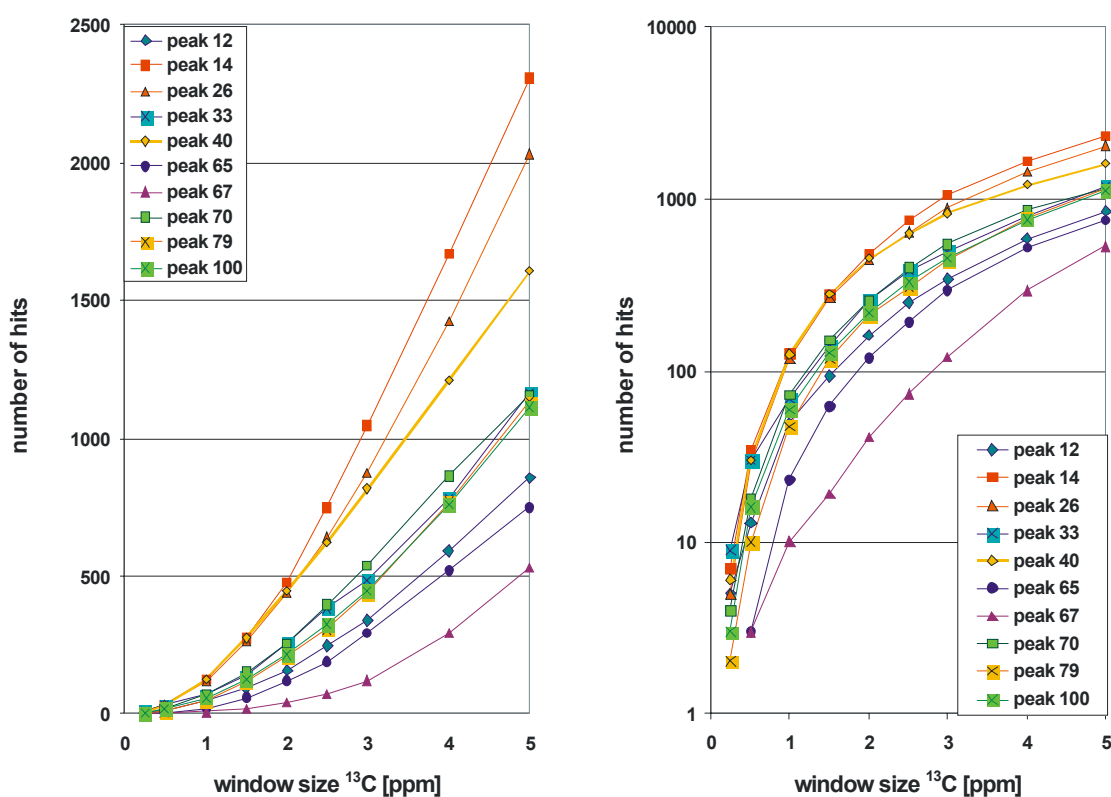 2500
2000
1500
1000
500
0
number of hits
peak 12
peak 14
peak 26
peak 33
peak 40
peak 65
peak 67
peak 70
peak 79
peak 100
0 1 2 3 4 5
window size ¹³C [ppm]
10000
1000
100
10
1
number of hits
peak 12
peak 14
peak 26
peak 33
peak 40
peak 65
peak 67
peak 70
peak 79
peak 100
0 1 2 3 4 5
window size ¹³C [ppm]